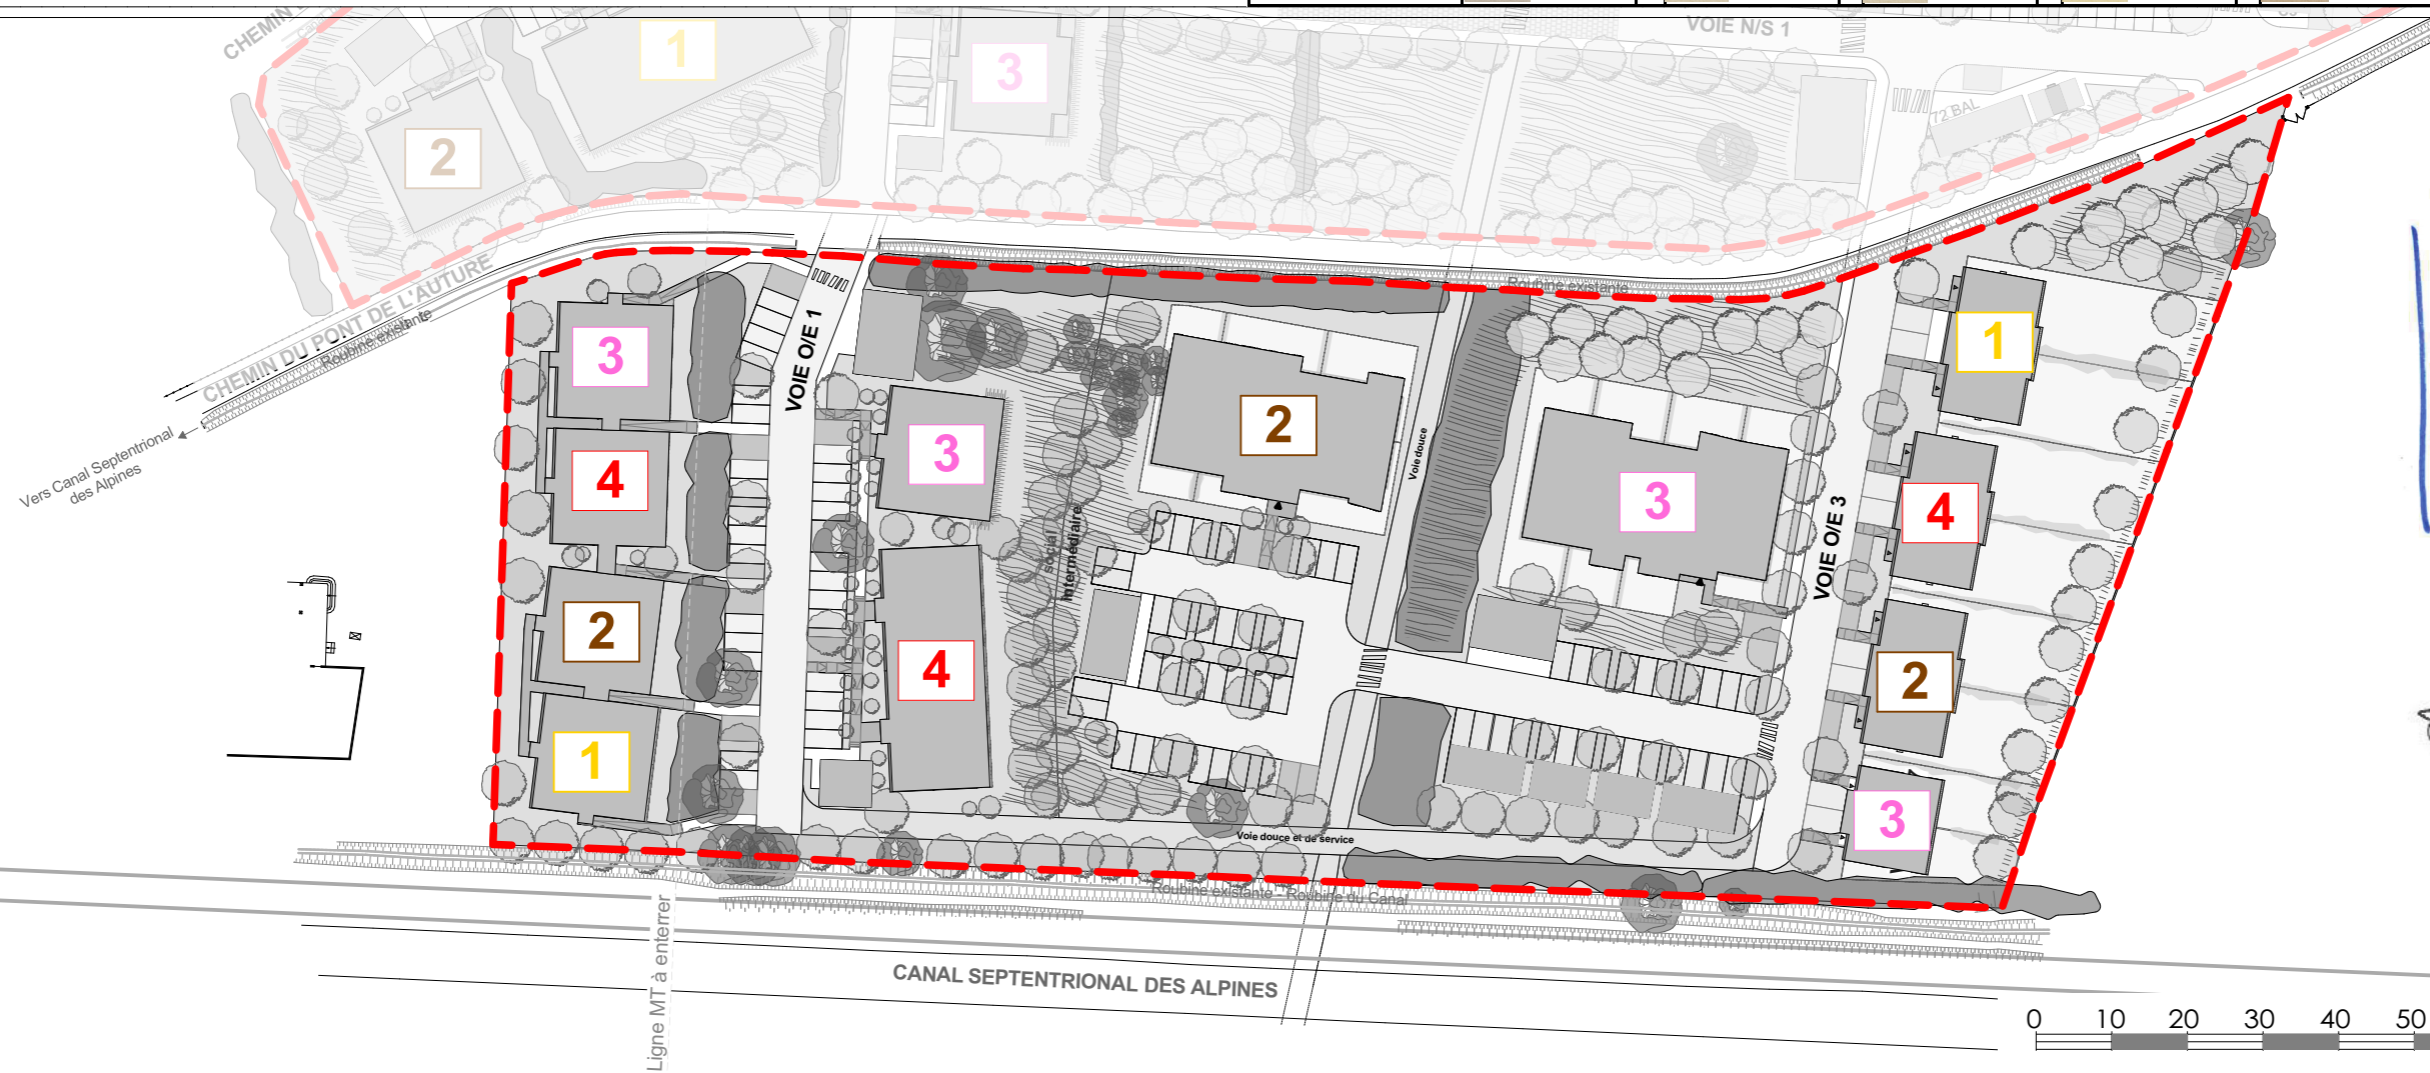 CHEMIN
VOIE N/S 1
1
3
2
72 BAL
CHEMIN DU PONT DE L'AUTURE
Roubine existante
Vers Canal Septentrional
des Alpines
Roubine existante
VOIE O/E 1
3
4
2
1
3
4
social
Intermédiaire
2
Voie douce
3
VOIE O/E 3
1
4
2
3
Voie douce et de service
Roubine existante - Roubine du Canal
Ligne MT à enterrer
CANAL SEPTENTRIONAL DES ALPINES
0 10 20 30 40 50